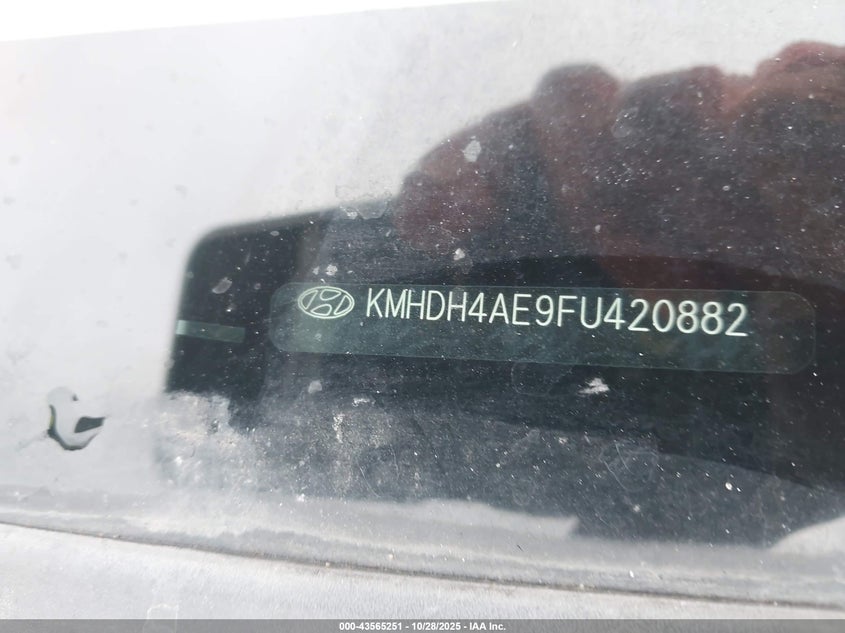 KMHDH4AE9FU420882
000-43565251 | 10/28/2025 | IAA Inc.